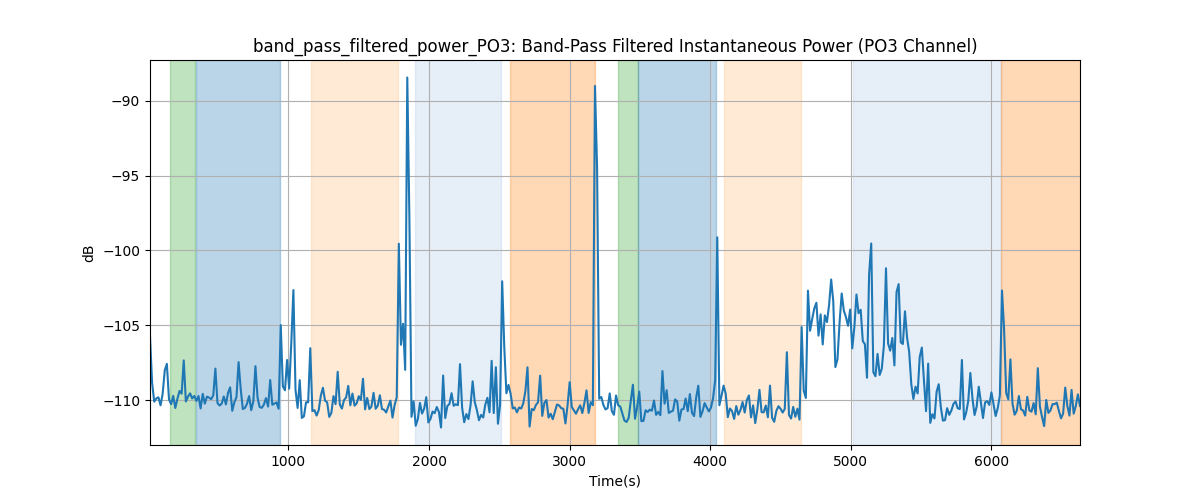 band_pass_filtered_power_PO3: Band-Pass Filtered Instantaneous Power (PO3 Channel)
−90
−95
−100
−105
−110
dB
1000 2000 3000 4000 5000 6000
Time(s)